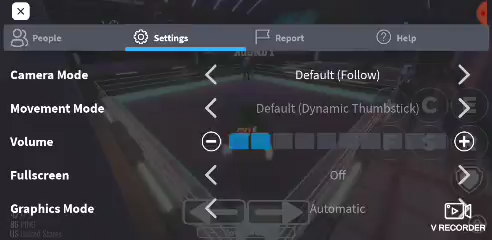 People
Settings
Report
Help
Camera Mode
Default (Follow)
Movement Mode
Default (Dynamic Thumbstick)
Volume
Fullscreen
Off
Graphics Mode
Automatic
V RECORDER